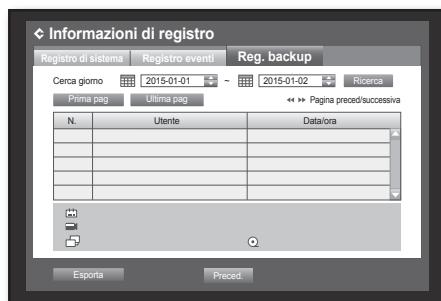 Informazioni di registro
Registro di sistema Registro eventi Reg. backup
Cerca giorno 2015-01-01 ~ 2015-01-02 Ricerca
Prima pag Ultima pag Pagina preced/successiva
N. Utente Data/ora
Esporta Preced.